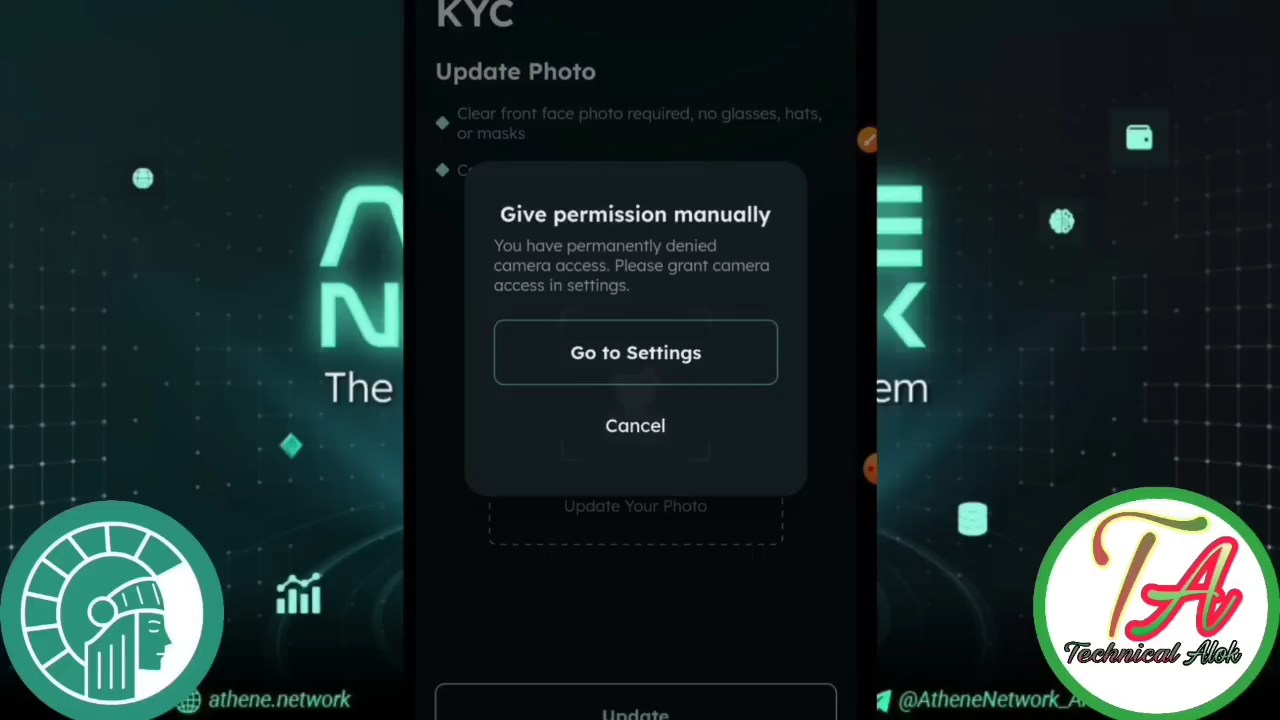 KYC
Update Photo
Clear front face photo required, no glasses, hats,
or masks
Give permission manually
You have permanently denied
camera access. Please grant camera
access in settings.
Go to Settings
Cancel
Update Your Photo
Update
The
em
athene.network
@AtheneNetwork_A
TA
Technical Alok